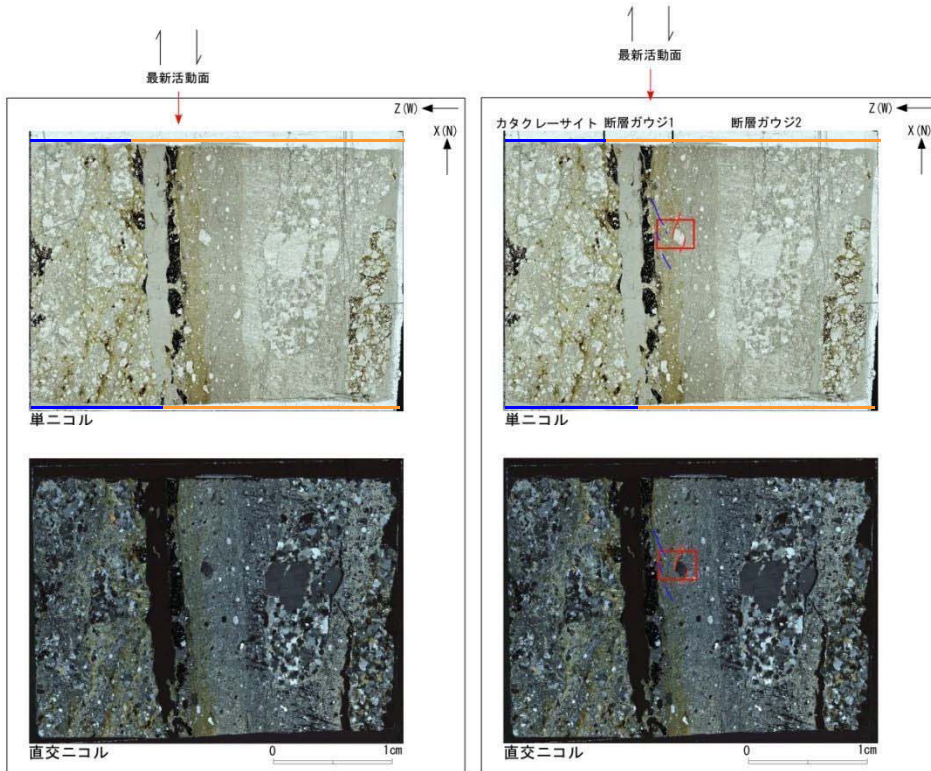 最新活動面
Z(W)
X(N)
単ニコル
直交ニコル
0 1cm
最新活動面
Z(W)
カタクレーサイト 断層ガウジ1 断層ガウジ2
X(N)
単ニコル
直交ニコル
0 1cm